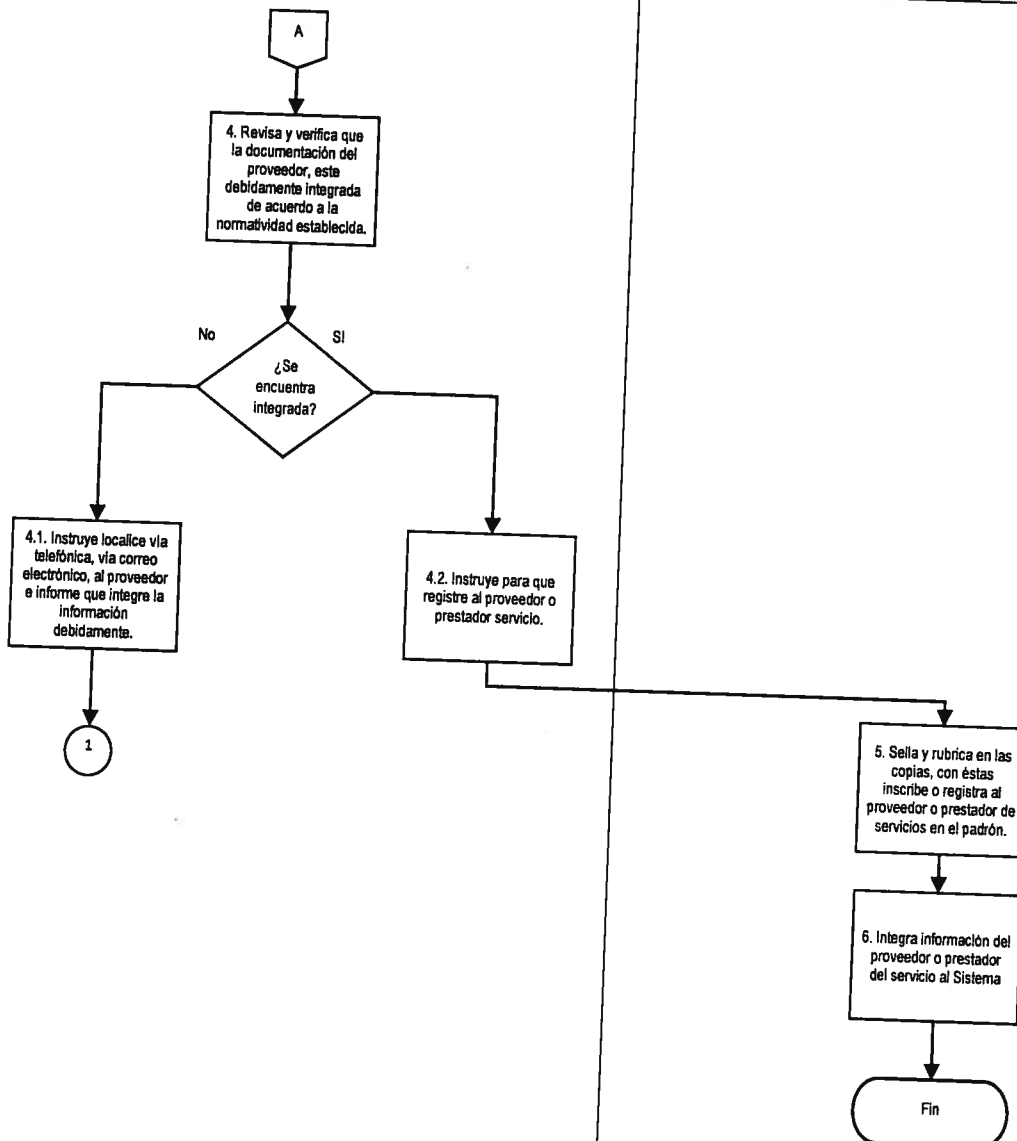 A
4. Revisa y verifica que
la documentación del
proveedor, este
debidamente integrada
de acuerdo a la
normatividad establecida.
No
SI
¿Se
encuentra
integrada?
4.1. Instruye localice vía
telefónica, via correo
electrónico, al proveedor
e informe que integre la
información
debidamente.
4.2. Instruye para que
registre al proveedor o
prestador servicio.
1
5. Sella y rubrica en las
copias, con éstas
inscribe o registra al
proveedor o prestador de
servicios en el padrón.
6. Integra información del
proveedor o prestador
del servicio al Sistema
Fin